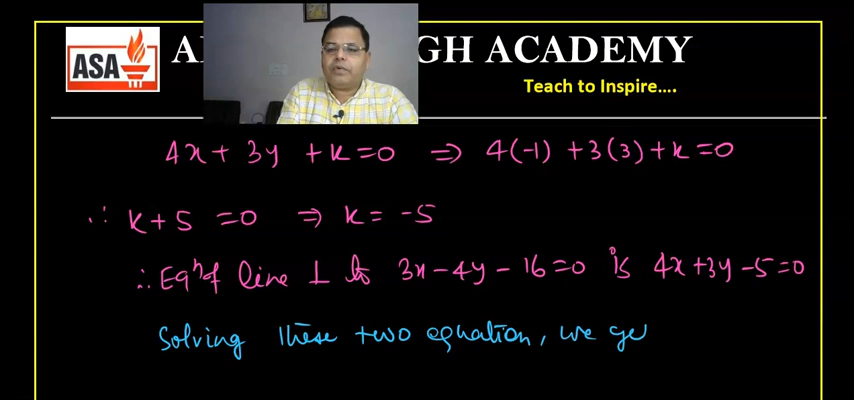 ASA
GH ACADEMY
Teach to Inspire....
4x + 3y + k = 0 ⇒ 4(-1) + 3(3) + k = 0
∴ k + 5 = 0 ⇒ k = -5
∴ Eqⁿ of line ⊥ to 3x - 4y - 16 = 0 is 4x + 3y - 5 = 0
Solving these two equation, we ge